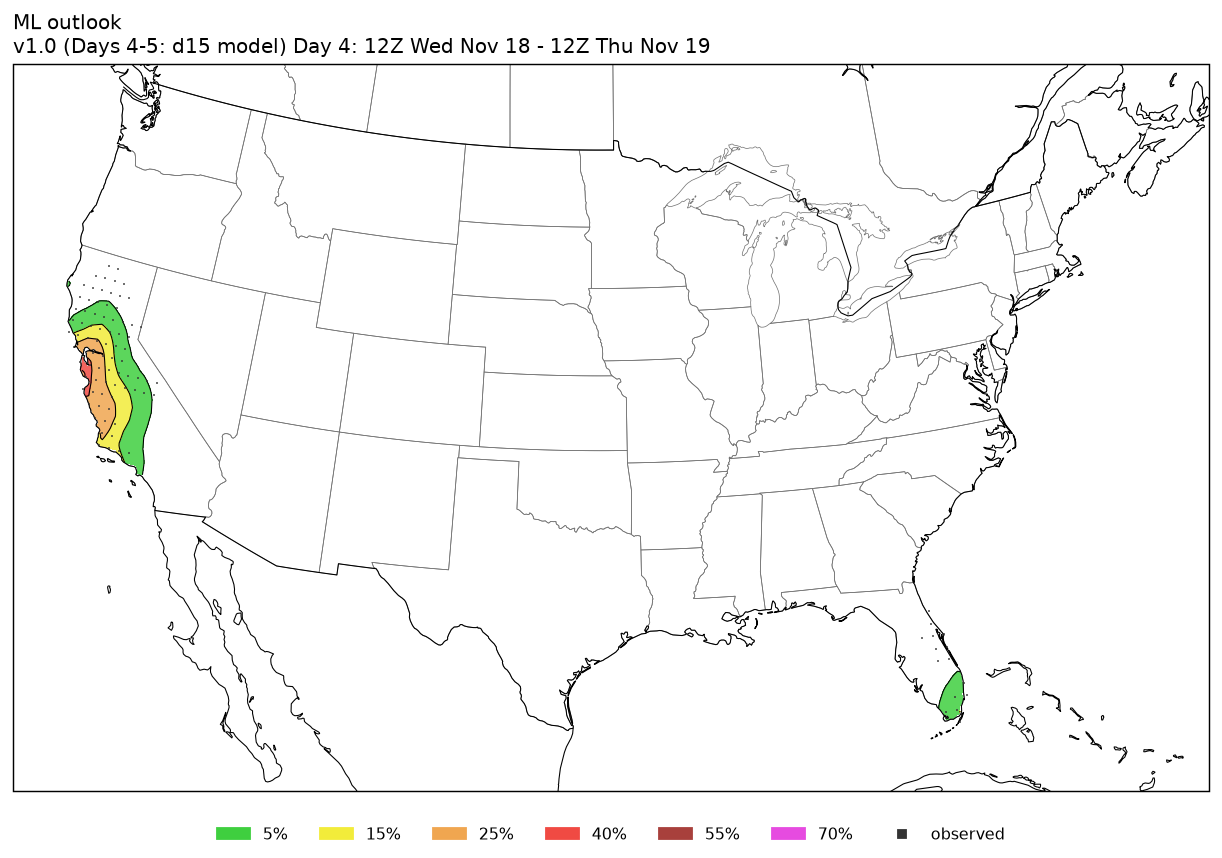 ML outlook
v1.0 (Days 4-5: d15 model) Day 4: 12Z Wed Nov 18 - 12Z Thu Nov 19
5% 15% 25% 40% 55% 70% observed